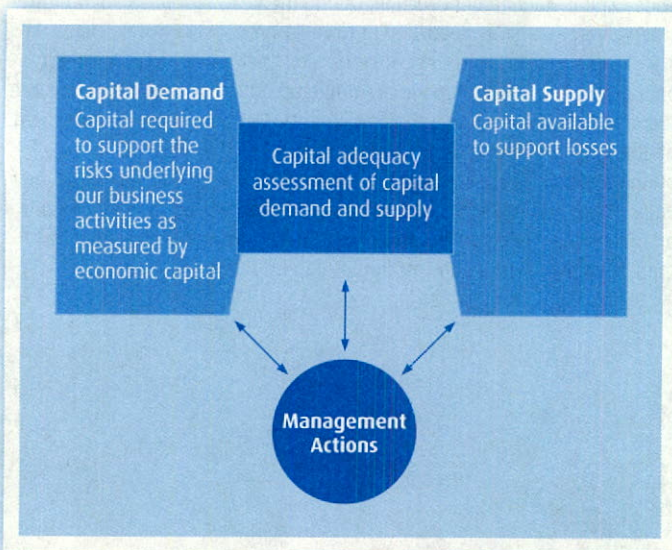 Capital Demand
Capital required
to support the
risks underlying
our business
activities as
measured by
economic capital
Capital adequacy
assessment of capital
demand and supply
Capital Supply
Capital available
to support losses
Management
Actions